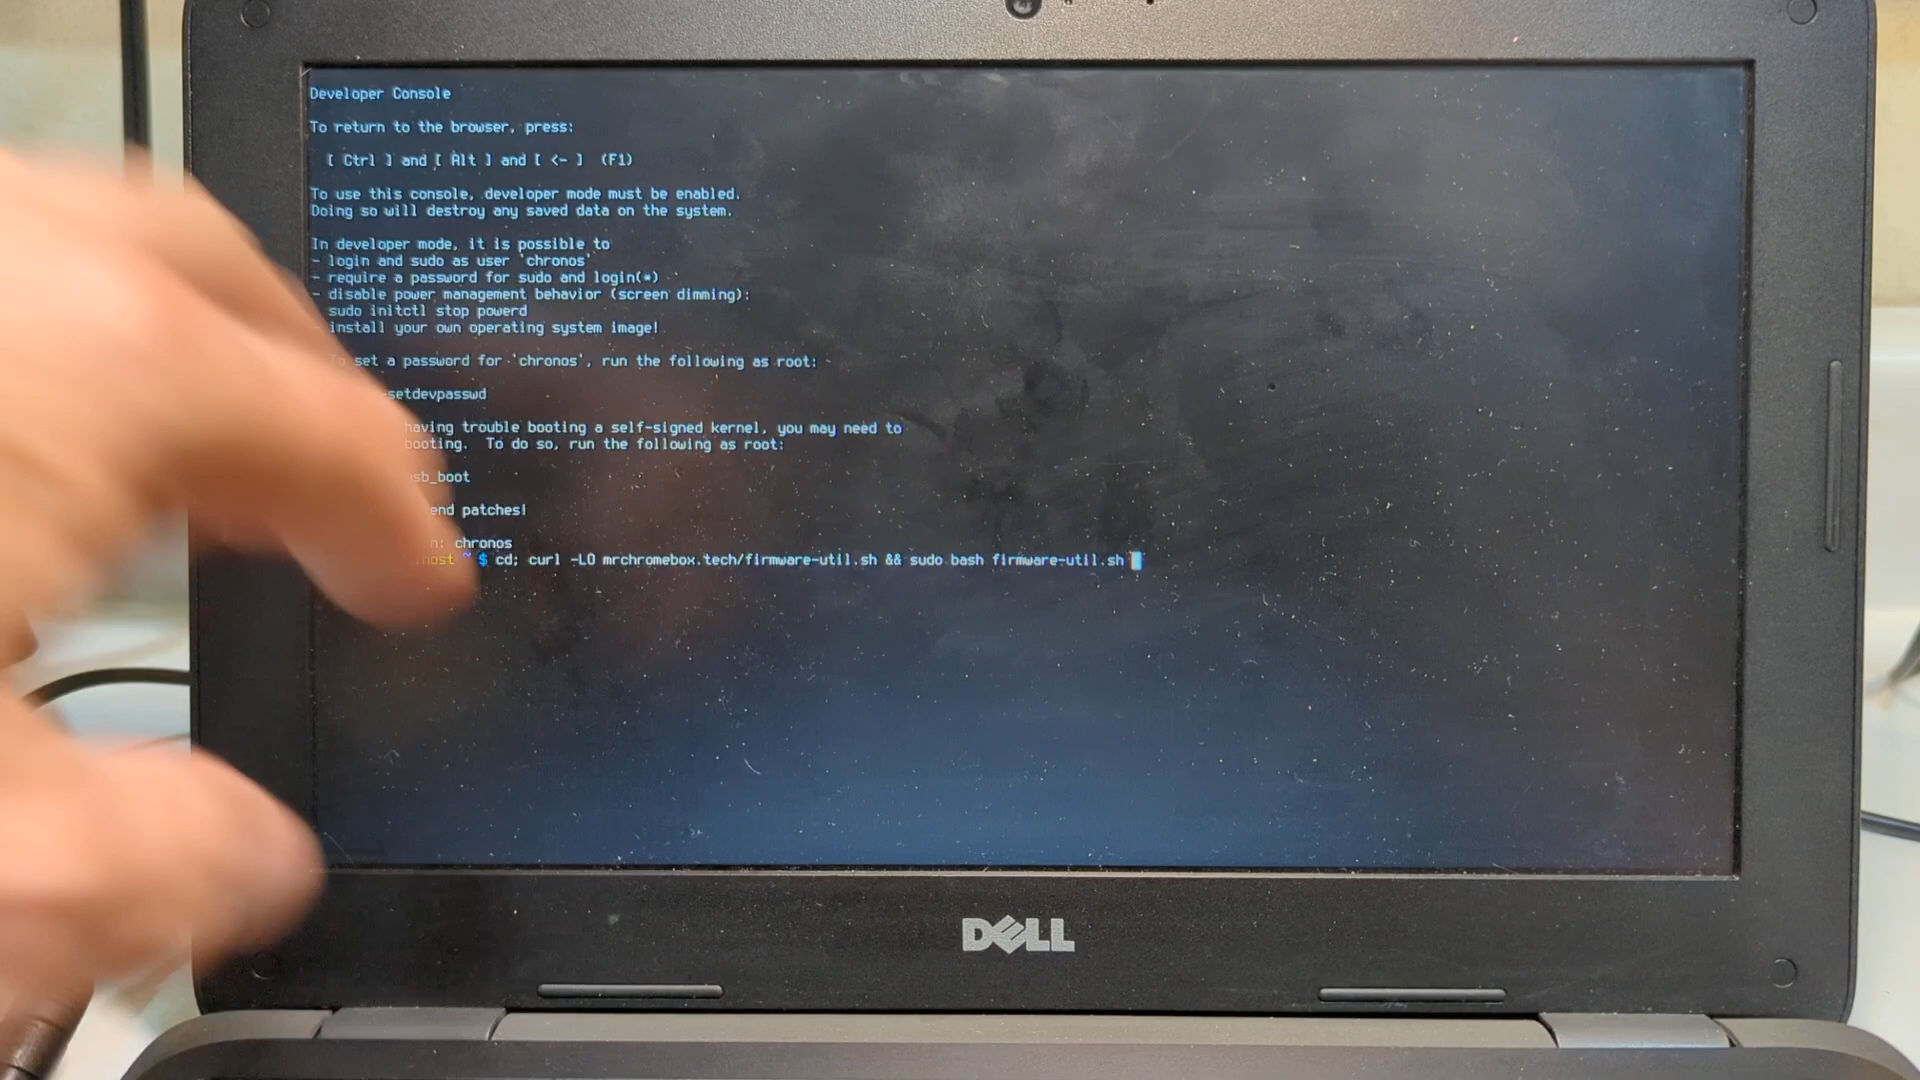 Developer Console
To return to the browser, press:
[ Ctrl ] and [ Alt ] and [ <- ] (F1)
To use this console, developer mode must be enabled.
Doing so will destroy any saved data on the system.
In developer mode, it is possible to
- login and sudo as user 'chronos'
- require a password for sudo and login(*)
- disable power management behavior (screen dimming):
sudo initctl stop powerd
- install your own operating system image!
set a password for 'chronos', run the following as root:
-setdevpasswd
having trouble booting a self-signed kernel, you may need to
booting. To do so, run the following as root:
sb_boot
end patches!
n: chronos
host ~ $ cd; curl -LO mrchromebox.tech/firmware-util.sh && sudo bash firmware-util.sh
DELL